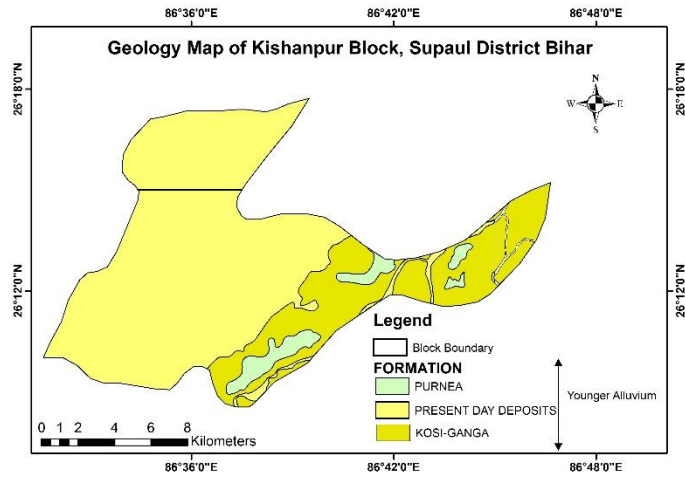 86°36'0"E 86°42'0"E 86°48'0"E
Geology Map of Kishanpur Block, Supaul District Bihar
26°18'0"N
26°18'0"N
N
W E
S
26°12'0"N
26°12'0"N
Legend
Block Boundary
FORMATION
PURNEA
PRESENT DAY DEPOSITS
KOSI-GANGA
Younger Alluvium
0 1 2 4 6 8
Kilometers
86°36'0"E 86°42'0"E 86°48'0"E